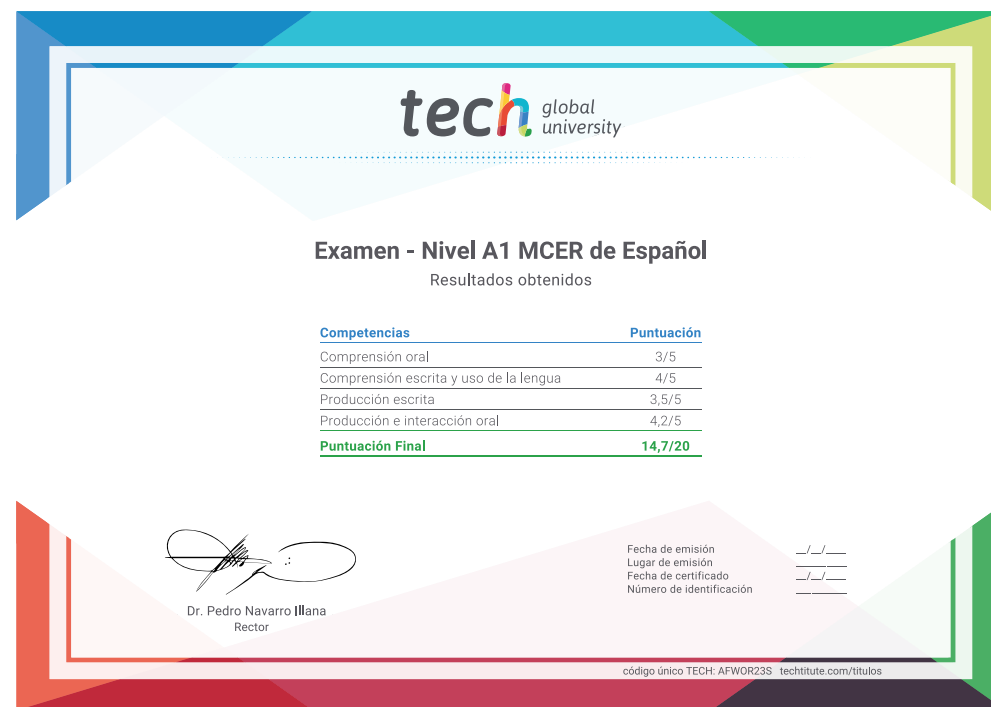 tech global university
Examen - Nivel A1 MCER de Español
Resultados obtenidos
Competencias Puntuación
Comprensión oral 3/5
Comprensión escrita y uso de la lengua 4/5
Producción escrita 3,5/5
Producción e interacción oral 4,2/5
Puntuación Final 14,7/20
Fecha de emisión __/__/____
Lugar de emisión ________
Fecha de certificado __/__/____
Número de identificación ________
Dr. Pedro Navarro Illana
Rector
código único TECH: AFWOR23S techtitute.com/titulos